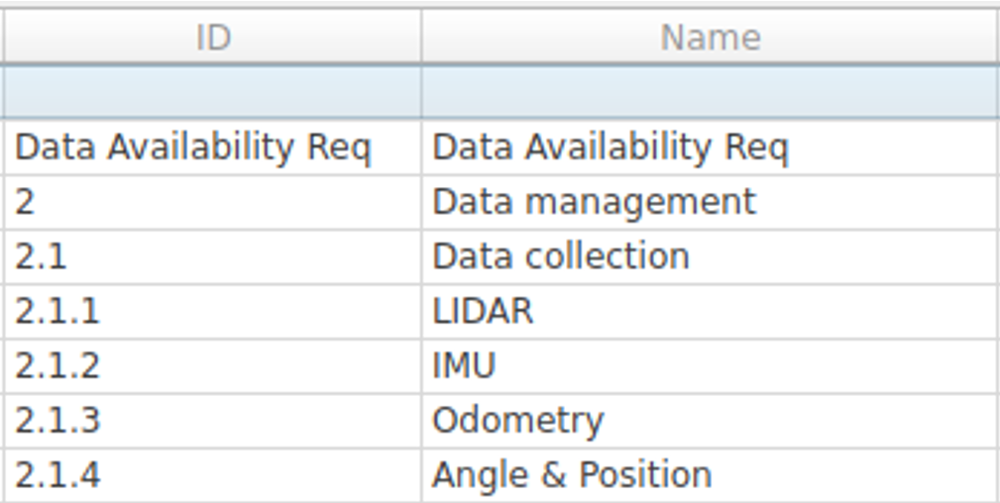 ID Name
Data Availability Req Data Availability Req
2 Data management
2.1 Data collection
2.1.1 LIDAR
2.1.2 IMU
2.1.3 Odometry
2.1.4 Angle & Position